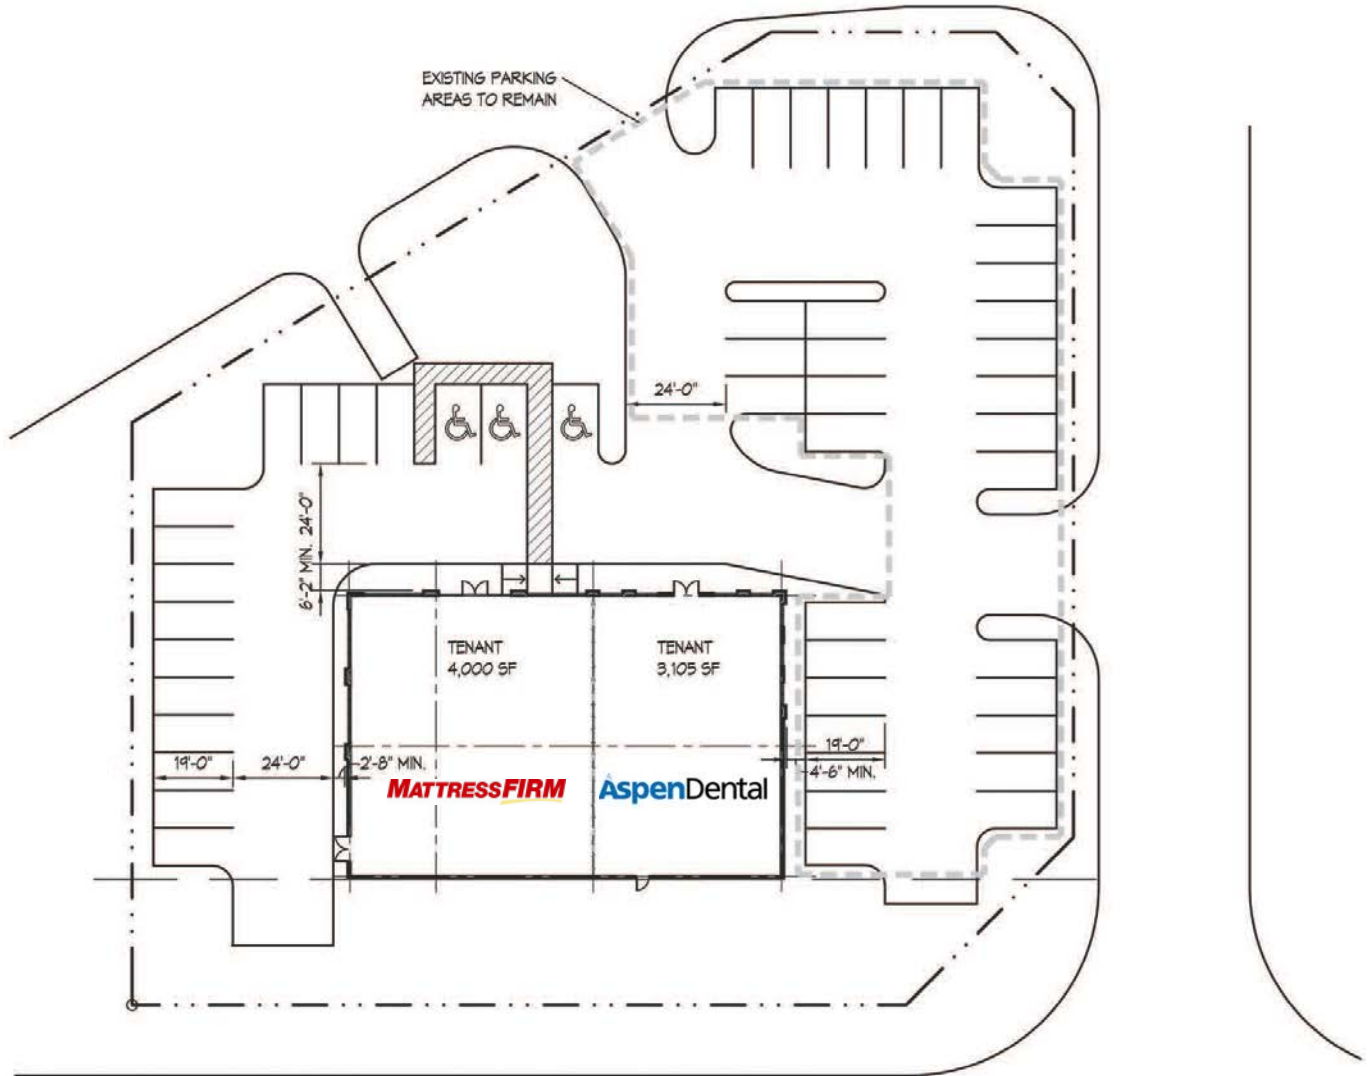 EXISTING PARKING
AREAS TO REMAIN
24'-0"
6'-2" MIN. 24'-0"
TENANT
4,000 SF
TENANT
3,105 SF
19'-0"
24'-0"
2'-8" MIN.
19'-0"
4'-6" MIN.
MATTRESSFIRM
AspenDental